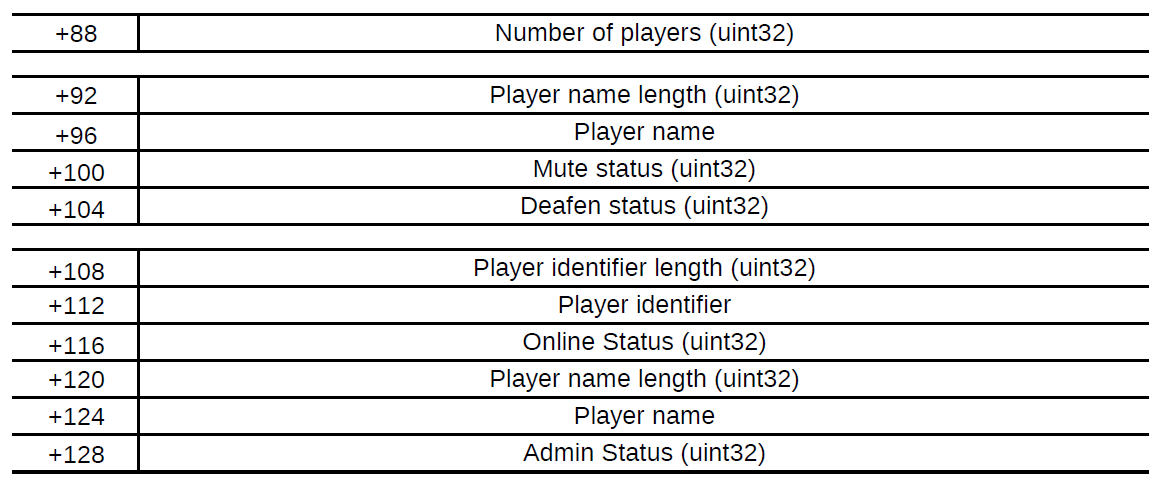 +88 Number of players (uint32)
+92 Player name length (uint32)
+96 Player name
+100 Mute status (uint32)
+104 Deafen status (uint32)
+108 Player identifier length (uint32)
+112 Player identifier
+116 Online Status (uint32)
+120 Player name length (uint32)
+124 Player name
+128 Admin Status (uint32)